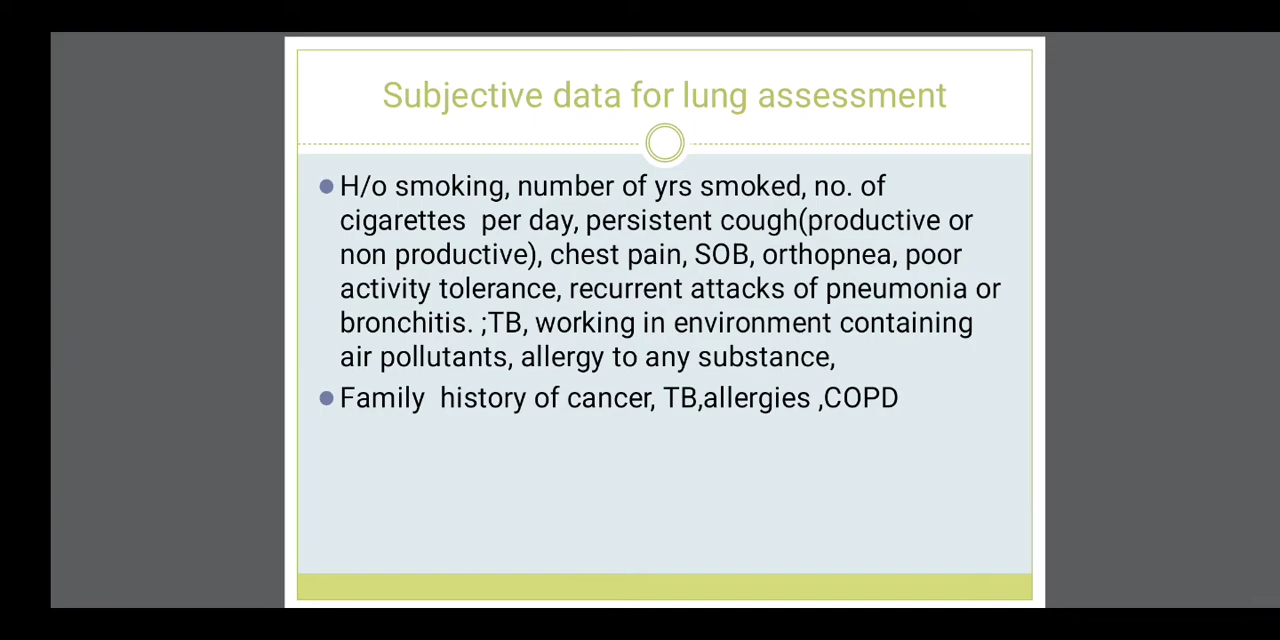 Subjective data for lung assessment
H/o smoking, number of yrs smoked, no. of
cigarettes  per day, persistent cough(productive or
non productive), chest pain, SOB, orthopnea, poor
activity tolerance, recurrent attacks of pneumonia or
bronchitis. ;TB, working in environment containing
air pollutants, allergy to any substance,
Family  history of cancer, TB,allergies ,COPD